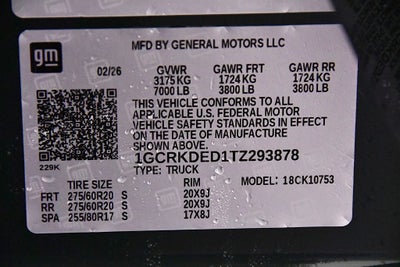 gm
MFD BY GENERAL MOTORS LLC
02/26 GVWR GAWR FRT GAWR RR
3175 KG 1724 KG 1724 KG
7000 LB 3800 LB 3800 LB
THIS VEHICLE CONFORMS TO ALL
APPLICABLE U.S. FEDERAL MOTOR
VEHICLE SAFETY STANDARDS IN EFFECT
ON THE DATE OF MANUFACTURE
SHOWN ABOVE.
1GCRKDED1TZ293878
229K TYPE: TRUCK
TIRE SIZE RIM MODEL: 18CK10753
FRT 275/60R20 S 20X9J
RR 275/60R20 S 20X9J
SPA 255/80R17 S 17X8J